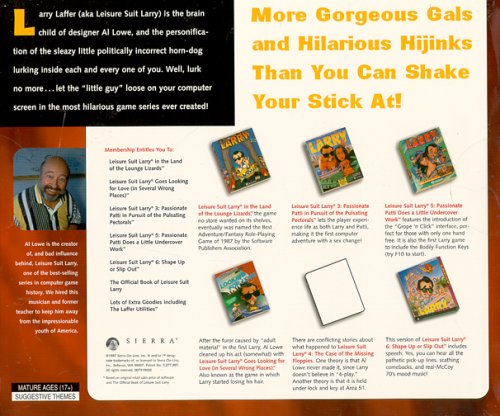 Larry Laffer (aka Leisure Suit Larry) is the brain
child of designer Al Lowe, and the personifica-
tion of the sleazy little politically incorrect horn-dog
lurking inside each and every one of you. Well, lurk
no more... let the "little guy" loose on your computer
screen in the most hilarious game series ever created!
More Gorgeous Gals
and Hilarious Hijinks
Than You Can Shake
Your Stick At!
Al Lowe is the creator
of, and bad influence
behind, Leisure Suit Larry,
one of the best-selling
series in computer game
history. We hired this
musician and former
teacher to keep him away
from the impressionable
youth of America.
MATURE AGES (17+)
SUGGESTIVE THEMES
Membership Entitles You To:
Leisure Suit Larry® in the Land
of the Lounge Lizards™
Leisure Suit Larry® Goes Looking
for Love (in Several Wrong
Places)™
Leisure Suit Larry® 3: Passionate
Patti in Pursuit of the Pulsating
Pectorals™
Leisure Suit Larry® 5: Passionate
Patti Does a Little Undercover
Work™
Leisure Suit Larry® 6: Shape Up
or Slip Out™
The Official Book of Leisure Suit
Larry
Lots of Extra Goodies including
The Laffer Utilities™
SIERRA®
LARRY
Leisure Suit Larry® in the Land
of the Lounge Lizards, the game
no store wanted on its shelves,
eventually was named the Best
Adventure/Fantasy Role-Playing
Game of 1987 by the Software
Publishers Association.
LARRY
Leisure Suit Larry® 3: Passionate
Patti in Pursuit of the Pulsating
Pectorals™ lets the player experi-
ence life as both Larry and Patti,
making it the first computer
adventure with a sex change!
LARRY
Leisure Suit Larry® 5: Passionate
Patti Does a Little Undercover
Work™ features the introduction of
the "Grope 'n Click" interface, per-
fect for those with only one hand
free. It is also the first Larry game
to include the Bodily Function Keys
(try F10 to start).
After the furor caused by "adult
material" in the first Larry, Al Lowe
cleaned up his act (somewhat) with
Leisure Suit Larry® Goes Looking
for Love (in Several Wrong Places)™.
Also known as the game in which
Larry started losing his hair.
There are conflicting stories about
what happened to Leisure Suit
Larry® 4: The Case of the Missing
Floppies. One theory is that Al
Lowe never made it, since Larry
doesn't believe in "4-play."
Another theory is that it is held
under lock and key at Area 51.
LARRY
This version of Leisure Suit Larry®
6: Shape Up or Slip Out™ includes
speech. Yes, you can hear all the
pathetic pick-up lines, scathing
comebacks, and real-McCoy
70's mood music!